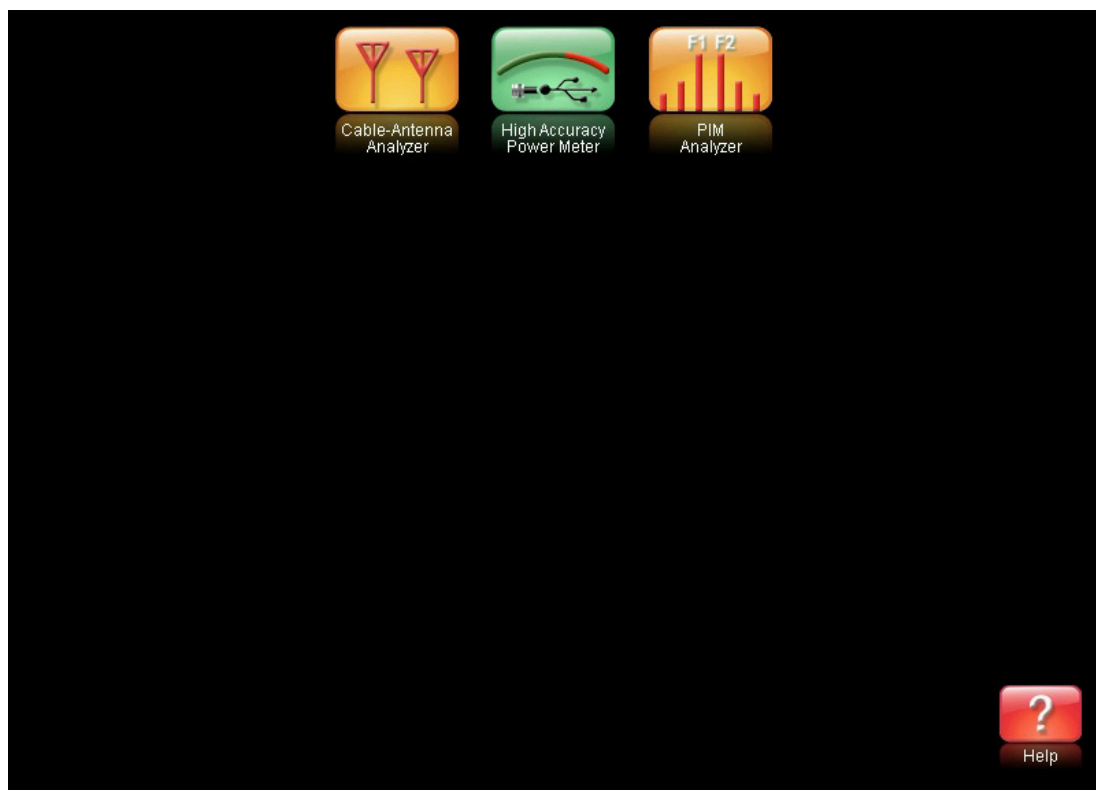 F1 F2
Cable-Antenna
Analyzer
High Accuracy
Power Meter
PIM
Analyzer
?
Help